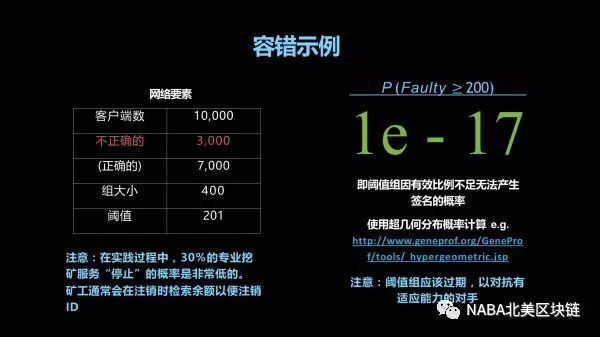 容错示例
网络要素
客户端数 10,000
不正确的 3,000
(正确的) 7,000
组大小 400
阈值 201
注意：在实践过程中，30%的专业挖
矿服务“停止”的概率是非常低的。
矿工通常会在注销时检索余额以便注销
ID
P (Faulty ≥ 200)
1e - 17
即阈值组因有效比例不足无法产生
签名的概率
使用超几何分布概率计算 e.g.
http://www.geneprof.org/GenePro
f/tools/_hypergeometric.jsp
注意：阈值组应该过期，以对抗有
适应能力的对手
NABA北美区块链